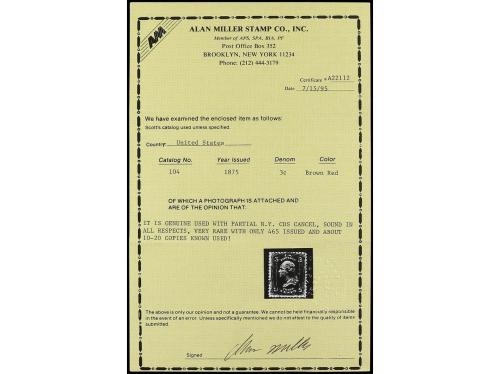 AM
ALAN MILLER STAMP CO., INC.
Member of APS, SPA, BIA, PF
Post Office Box 352
BROOKLYN, NEW YORK 11234
Phone: (212) 444-3179
Certificate #A22112
Date 7/15/95
We have examined the enclosed item as follows:
Scott's catalog used unless specified.
Country: United States
Catalog No. Year Issued Denom Color
104 1875 3c Brown Red
OF WHICH A PHOTOGRAPH IS ATTACHED AND
ARE OF THE OPINION THAT:
IT IS GENUINE USED WITH PARTIAL N.Y. CDS CANCEL, SOUND IN
ALL RESPECTS, VERY RARE WITH ONLY 465 ISSUED AND ABOUT
10-20 COPIES KNOWN USED!
The above is our opinion only and not a guarantee. We cannot be held financially responsible
in the event of an error. Unless specifically mentioned we do not attest to the quality of items
submitted.
Signed Alan Miller